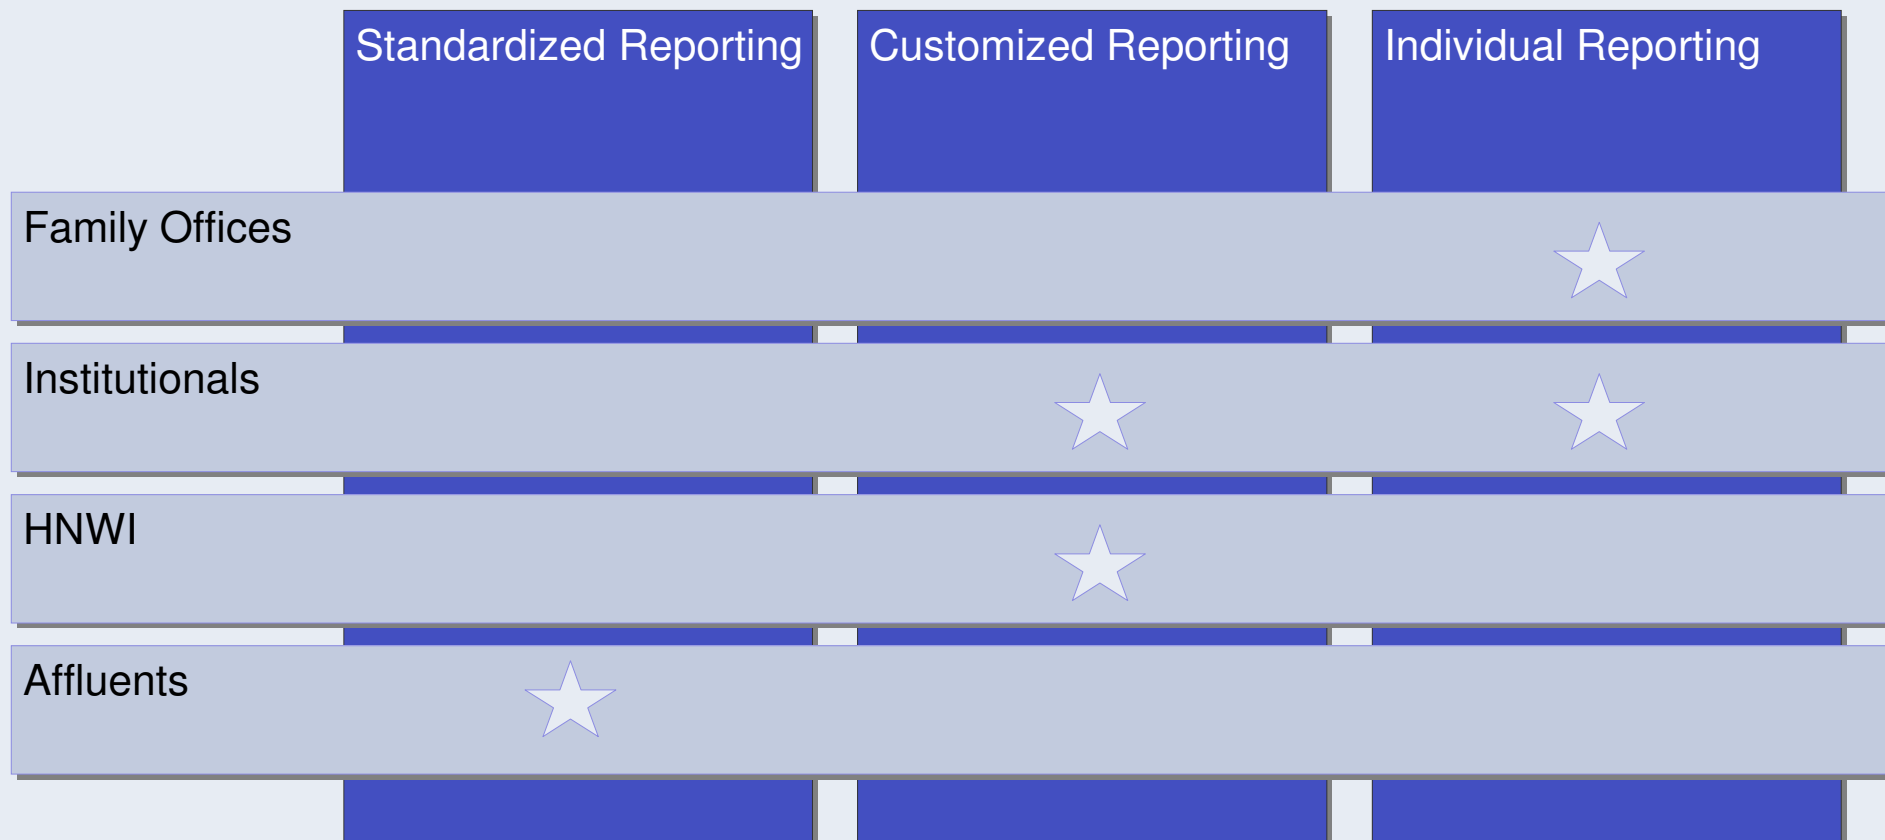 Standardized Reporting
Customized Reporting
Individual Reporting
Family Offices
Institutionals
HNWI
Affluents